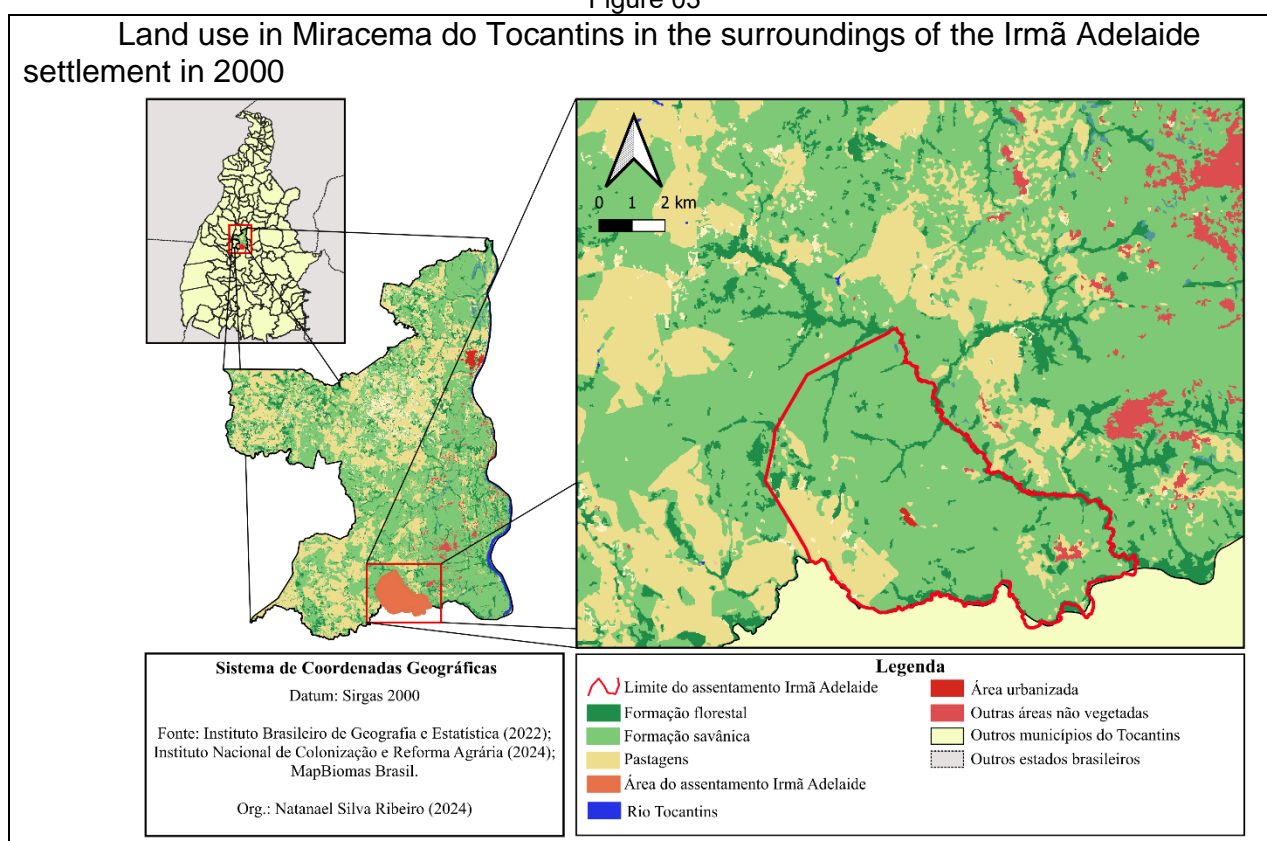 Figure 03
Land use in Miracema do Tocantins in the surroundings of the Irmã Adelaide
settlement in 2000
0 1 2 km
Sistema de Coordenadas Geográficas
Datum: Sirgas 2000
Fonte: Instituto Brasileiro de Geografia e Estatística (2022);
Instituto Nacional de Colonização e Reforma Agrária (2024);
MapBiomas Brasil.
Org.: Natanael Silva Ribeiro (2024)
Legenda
Limite do assentamento Irmã Adelaide
Formação florestal
Formação savânica
Pastagens
Área do assentamento Irmã Adelaide
Rio Tocantins
Área urbanizada
Outras áreas não vegetadas
Outros municípios do Tocantins
Outros estados brasileiros